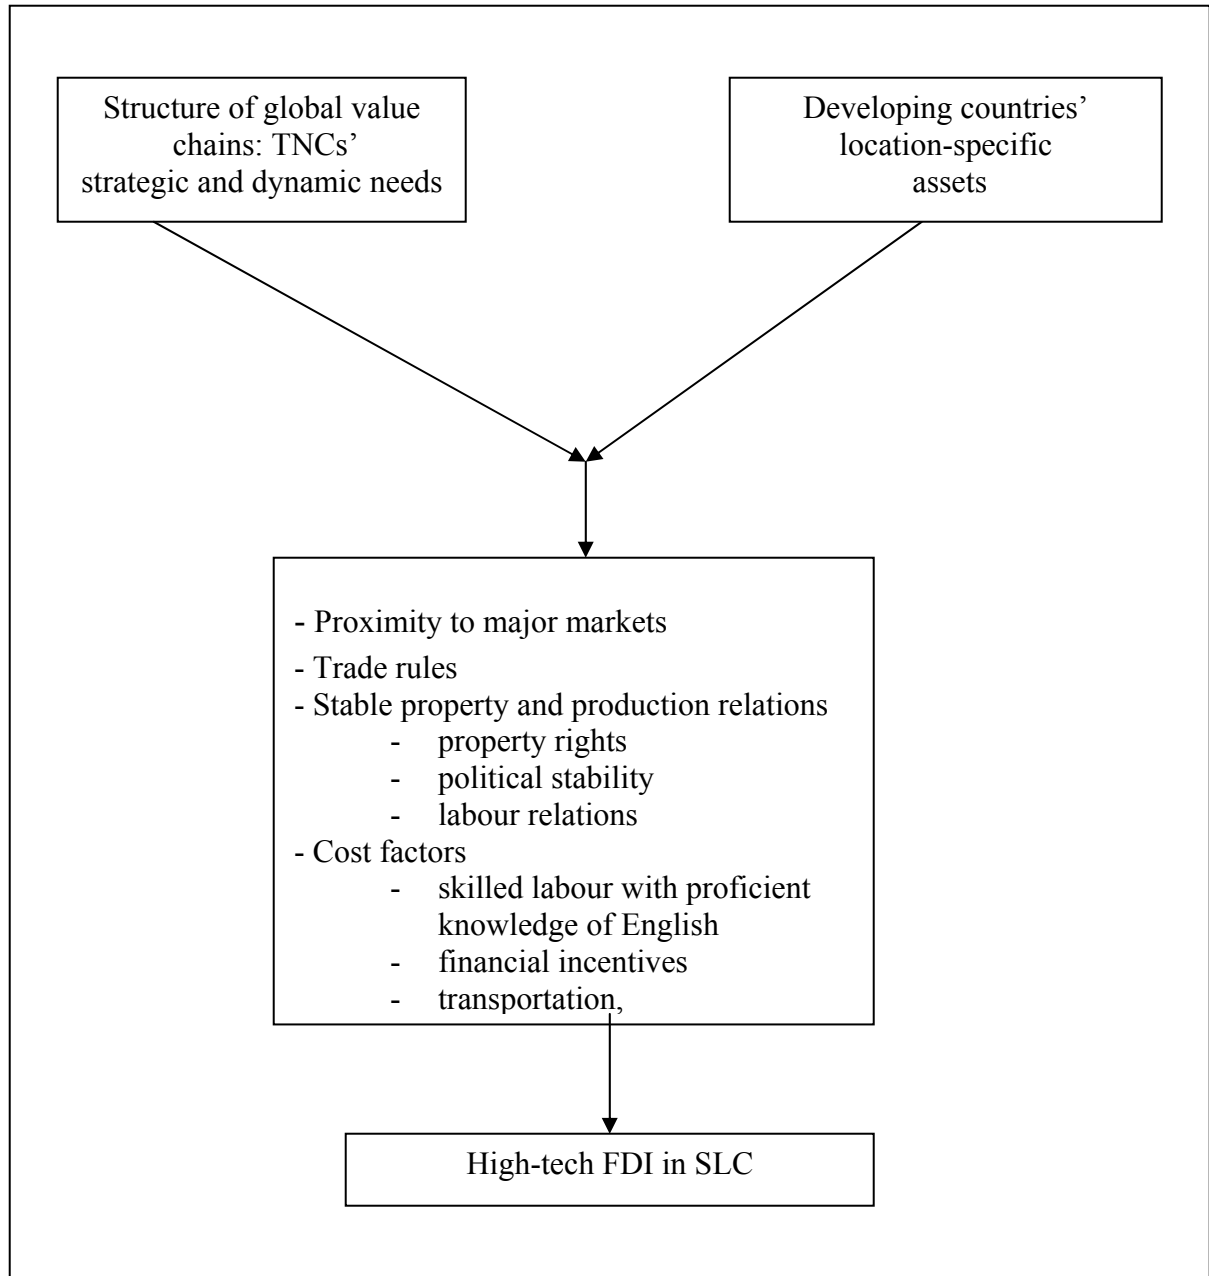 Structure of global value
chains: TNCs’
strategic and dynamic needs
Developing countries’
location-specific
assets
- Proximity to major markets
- Trade rules
- Stable property and production relations
- property rights
- political stability
- labour relations
- Cost factors
- skilled labour with proficient
knowledge of English
- financial incentives
- transportation,
High-tech FDI in SLC